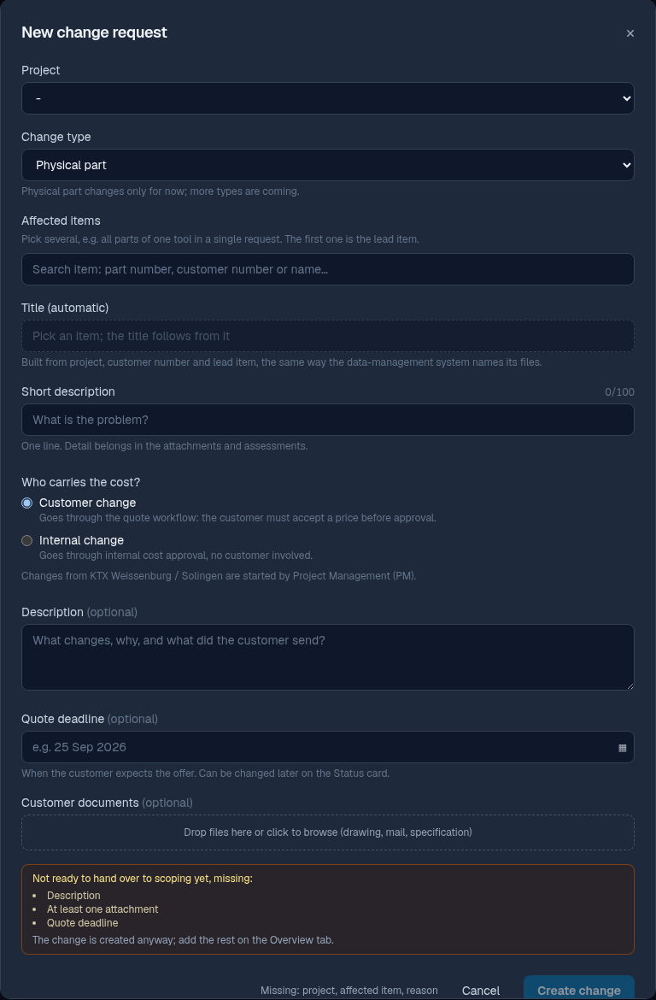 New change request
×
Project
-
Change type
Physical part
Physical part changes only for now; more types are coming.
Affected items
Pick several, e.g. all parts of one tool in a single request. The first one is the lead item.
Search item: part number, customer number or name…
Title (automatic)
Pick an item; the title follows from it
Built from project, customer number and lead item, the same way the data-management system names its files.
Short description 0/100
What is the problem?
One line. Detail belongs in the attachments and assessments.
Who carries the cost?
Customer change
Goes through the quote workflow: the customer must accept a price before approval.
Internal change
Goes through internal cost approval, no customer involved.
Changes from KTX Weissenburg / Solingen are started by Project Management (PM).
Description (optional)
What changes, why, and what did the customer send?
Quote deadline (optional)
e.g. 25 Sep 2026
When the customer expects the offer. Can be changed later on the Status card.
Customer documents (optional)
Drop files here or click to browse (drawing, mail, specification)
Not ready to hand over to scoping yet, missing:
• Description
• At least one attachment
• Quote deadline
The change is created anyway; add the rest on the Overview tab.
Missing: project, affected item, reason Cancel Create change